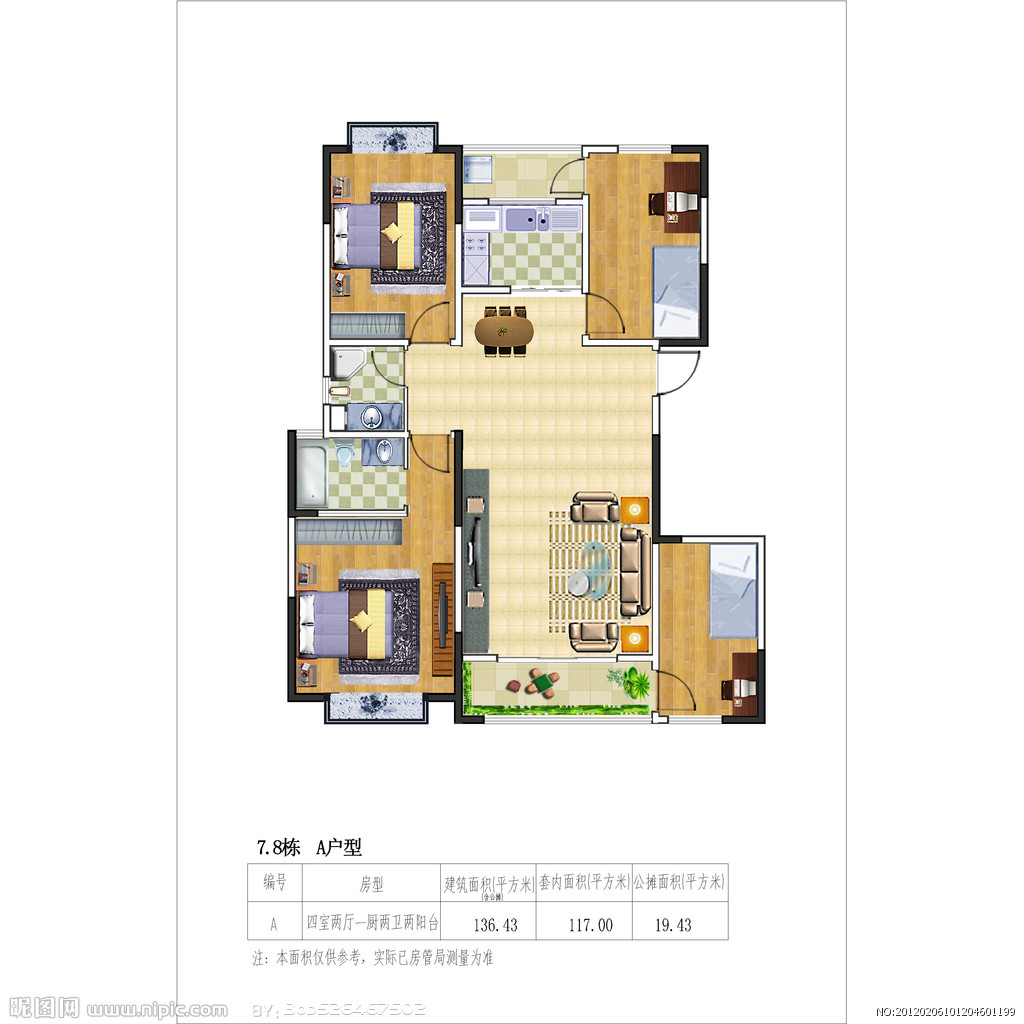 7.8栋 A户型
编号 房型 建筑面积(平方米) 套内面积(平方米) 公摊面积(平方米)
(含公摊)
A 四室两厅一厨两卫两阳台 136.43 117.00 19.43
注：本面积仅供参考，实际已房管局测量为准
昵图网 www.nipic.com BY:303526467502 NO:20120206101204601199